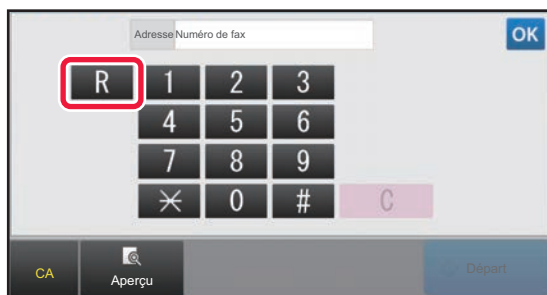 Adresse Numéro de fax
OK
R 1 2 3
4 5 6
7 8 9
* 0 # C
CA
Aperçu
Départ